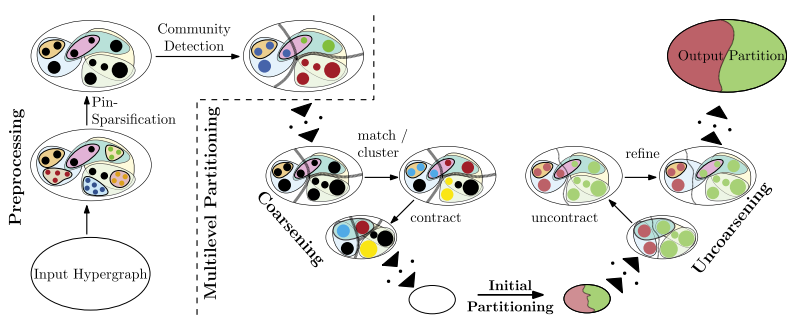 Preprocessing
Input Hypergraph
Pin-
Sparsification
Community
Detection
Multilevel Partitioning
Coarsening
match /
cluster
contract
Initial
Partitioning
uncontract
refine
Uncoarsening
Output Partition